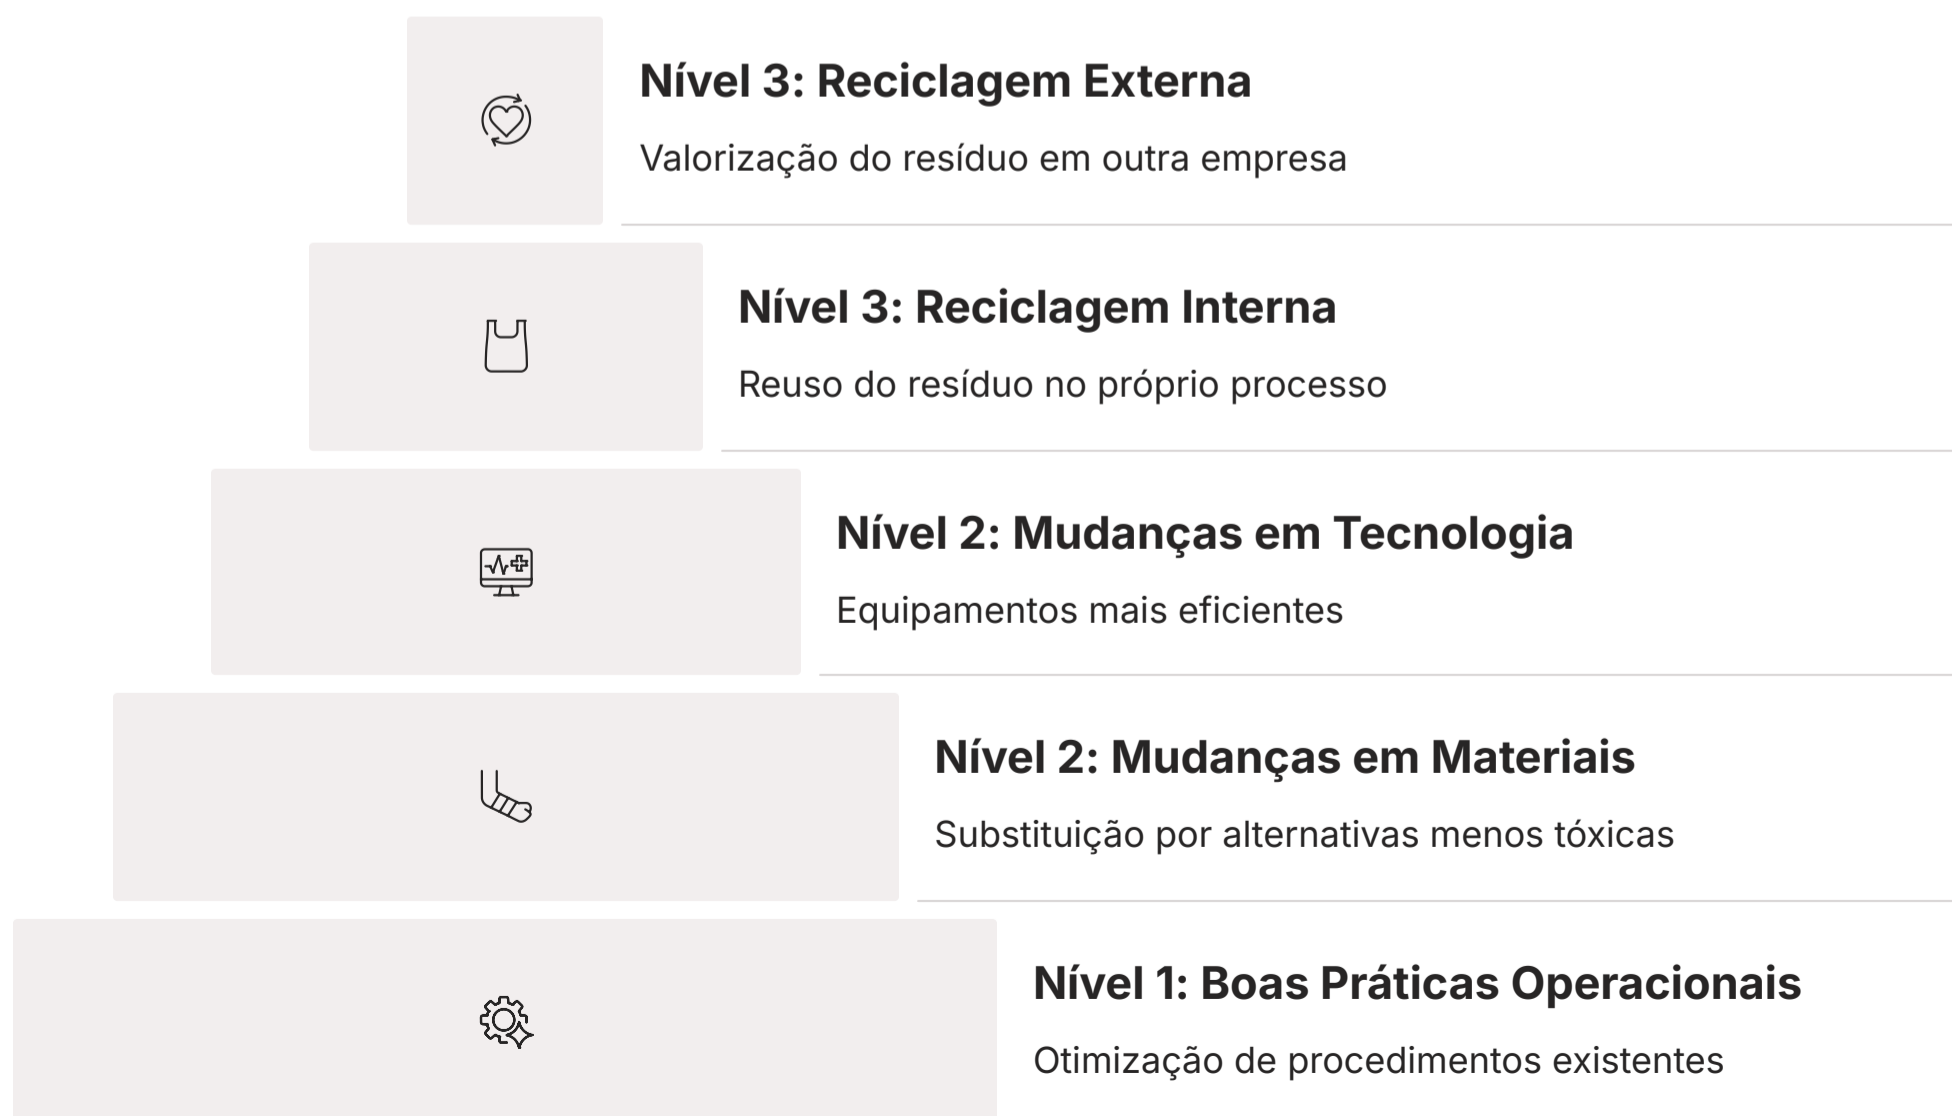 Nível 3: Reciclagem Externa
Valorização do resíduo em outra empresa
Nível 3: Reciclagem Interna
Reuso do resíduo no próprio processo
Nível 2: Mudanças em Tecnologia
Equipamentos mais eficientes
Nível 2: Mudanças em Materiais
Substituição por alternativas menos tóxicas
Nível 1: Boas Práticas Operacionais
Otimização de procedimentos existentes